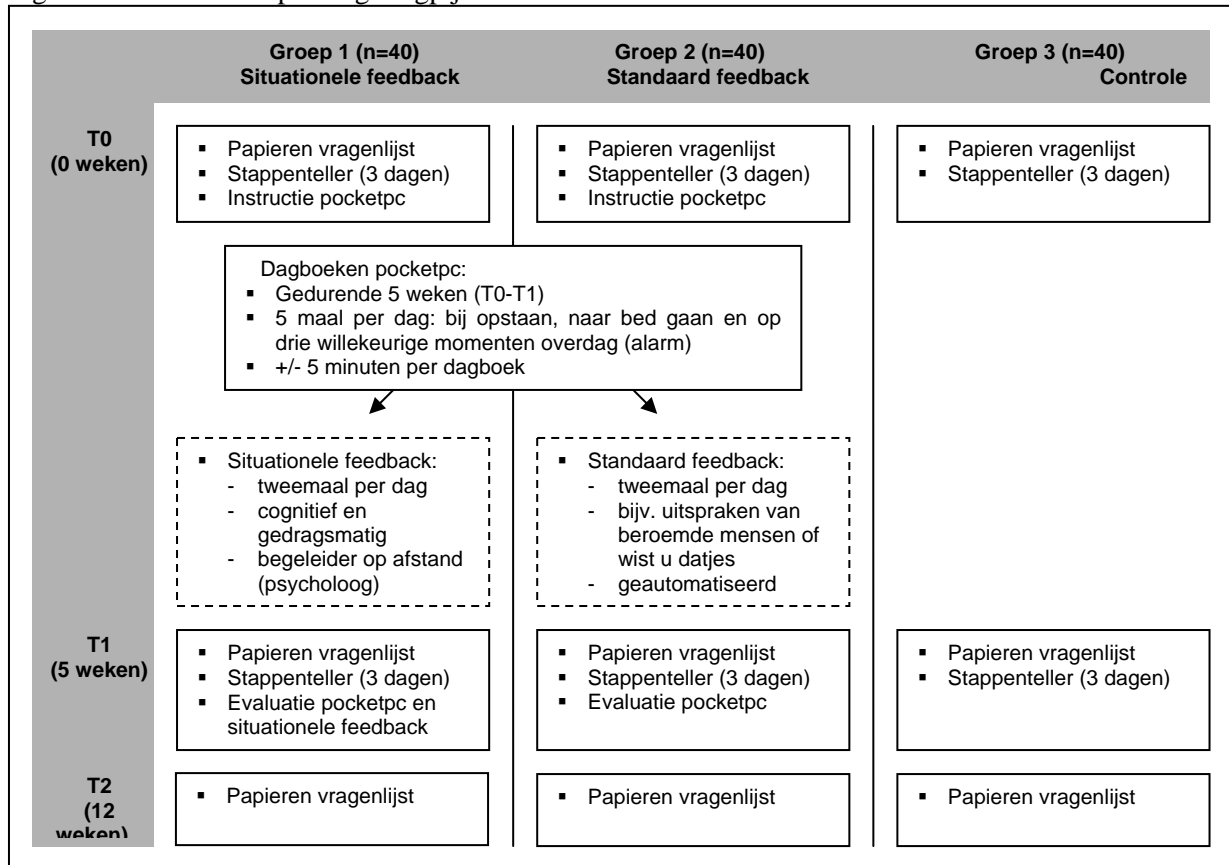 Groep 1 (n=40)
Situationele feedback
Groep 2 (n=40)
Standaard feedback
Groep 3 (n=40)
Controle
T0
(0 weken)
▪ Papieren vragenlijst
▪ Stappenteller (3 dagen)
▪ Instructie pocketpc
▪ Papieren vragenlijst
▪ Stappenteller (3 dagen)
▪ Instructie pocketpc
▪ Papieren vragenlijst
▪ Stappenteller (3 dagen)
Dagboeken pocketpc:
▪ Gedurende 5 weken (T0-T1)
▪ 5 maal per dag: bij opstaan, naar bed gaan en op
drie willekeurige momenten overdag (alarm)
▪ +/- 5 minuten per dagboek
▪ Situationele feedback:
- tweemaal per dag
- cognitief en
gedragsmatig
- begeleider op afstand
(psycholoog)
▪ Standaard feedback:
- tweemaal per dag
- bijv. uitspraken van
beroemde mensen of
wist u datjes
- geautomatiseerd
T1
(5 weken)
▪ Papieren vragenlijst
▪ Stappenteller (3 dagen)
▪ Evaluatie pocketpc en
situationele feedback
▪ Papieren vragenlijst
▪ Stappenteller (3 dagen)
▪ Evaluatie pocketpc
▪ Papieren vragenlijst
▪ Stappenteller (3 dagen)
T2
(12
weken)
▪ Papieren vragenlijst
▪ Papieren vragenlijst
▪ Papieren vragenlijst